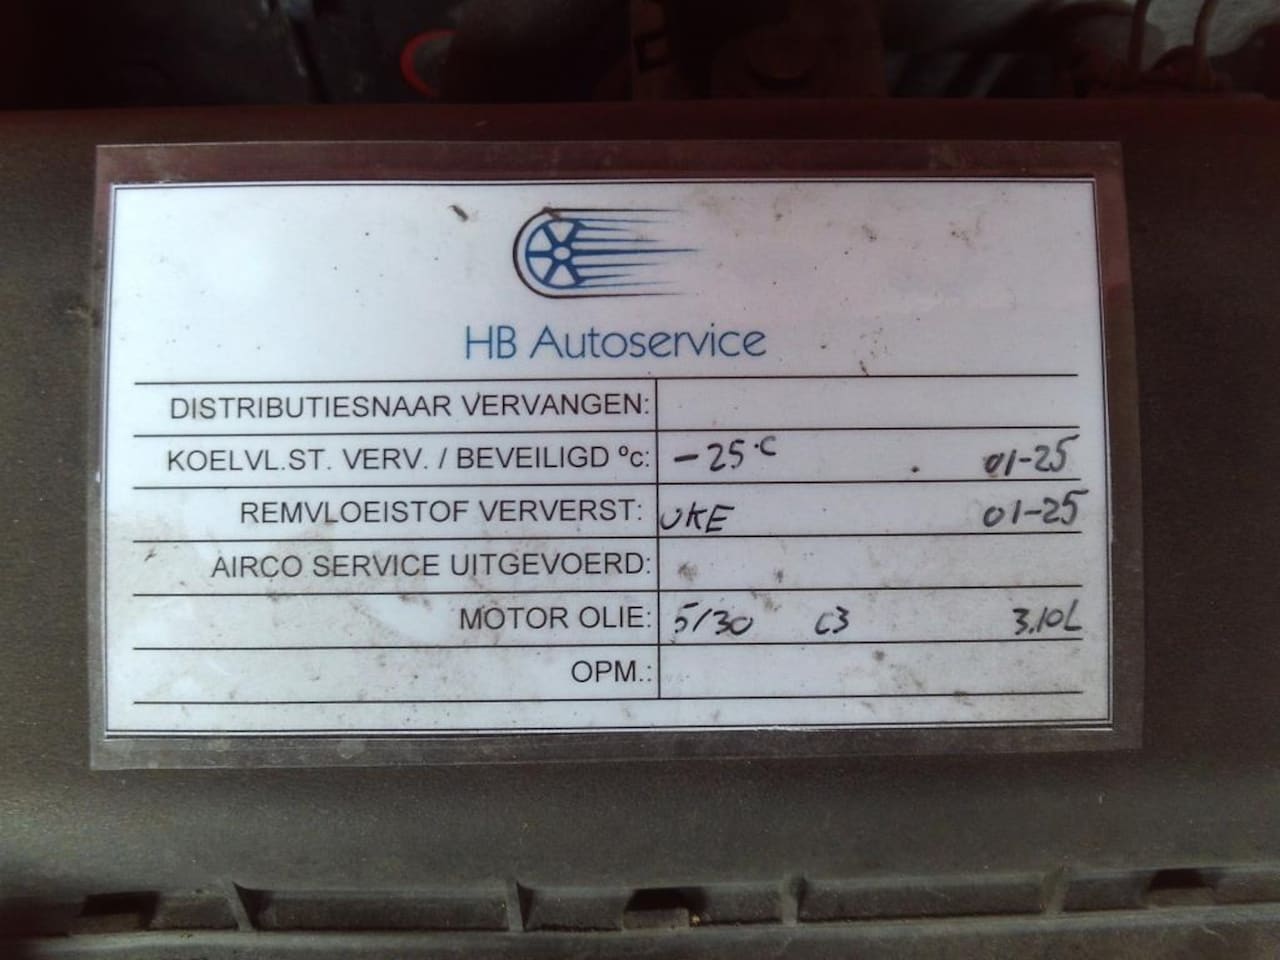 HB Autoservice
DISTRIBUTIESNAAR VERVANGEN:
KOELVL.ST. VERV. / BEVEILIGD ºc: -25°C 01-25
REMVLOEISTOF VERVERST: OKE 01-25
AIRCO SERVICE UITGEVOERD:
MOTOR OLIE: 5/30 C3 3.10L
OPM.: